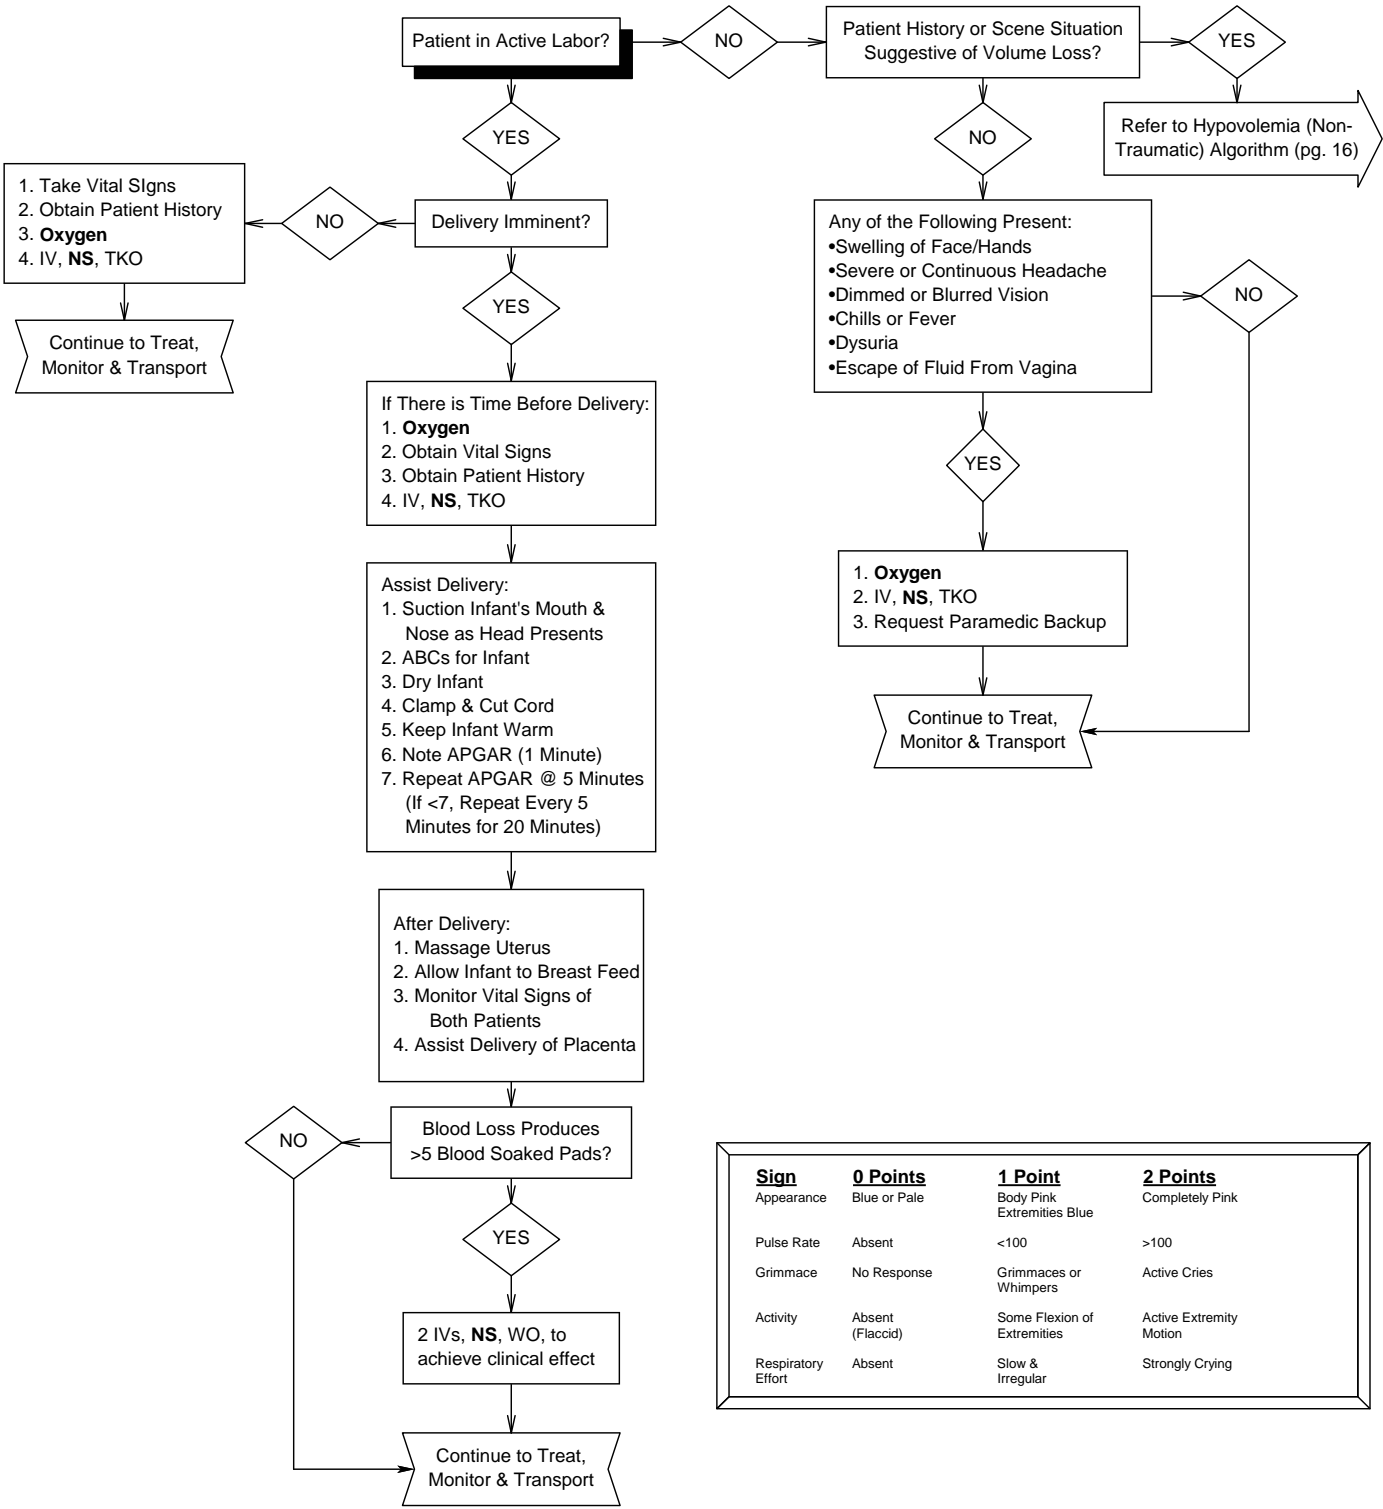 Patient in Active Labor?
NO
Patient History or Scene Situation
Suggestive of Volume Loss?
YES
Refer to Hypovolemia (Non-
Traumatic) Algorithm (pg. 16)
YES
NO
Delivery Imminent?
NO
1. Take Vital SIgns
2. Obtain Patient History
3. Oxygen
4. IV, NS, TKO
Continue to Treat,
Monitor & Transport
YES
Any of the Following Present:
•Swelling of Face/Hands
•Severe or Continuous Headache
•Dimmed or Blurred Vision
•Chills or Fever
•Dysuria
•Escape of Fluid From Vagina
NO
YES
1. Oxygen
2. IV, NS, TKO
3. Request Paramedic Backup
Continue to Treat,
Monitor & Transport
If There is Time Before Delivery:
1. Oxygen
2. Obtain Vital Signs
3. Obtain Patient History
4. IV, NS, TKO
Assist Delivery:
1. Suction Infant's Mouth &
Nose as Head Presents
2. ABCs for Infant
3. Dry Infant
4. Clamp & Cut Cord
5. Keep Infant Warm
6. Note APGAR (1 Minute)
7. Repeat APGAR @ 5 Minutes
(If <7, Repeat Every 5
Minutes for 20 Minutes)
After Delivery:
1. Massage Uterus
2. Allow Infant to Breast Feed
3. Monitor Vital Signs of
Both Patients
4. Assist Delivery of Placenta
Blood Loss Produces
>5 Blood Soaked Pads?
NO
YES
2 IVs, NS, WO, to
achieve clinical effect
Continue to Treat,
Monitor & Transport
Sign 0 Points 1 Point 2 Points
Appearance Blue or Pale Body Pink Completely Pink
Extremities Blue
Pulse Rate Absent <100 >100
Grimmace No Response Grimmaces or Active Cries
Whimpers
Activity Absent Some Flexion of Active Extremity
(Flaccid) Extremities Motion
Respiratory Absent Slow & Strongly Crying
Effort Irregular